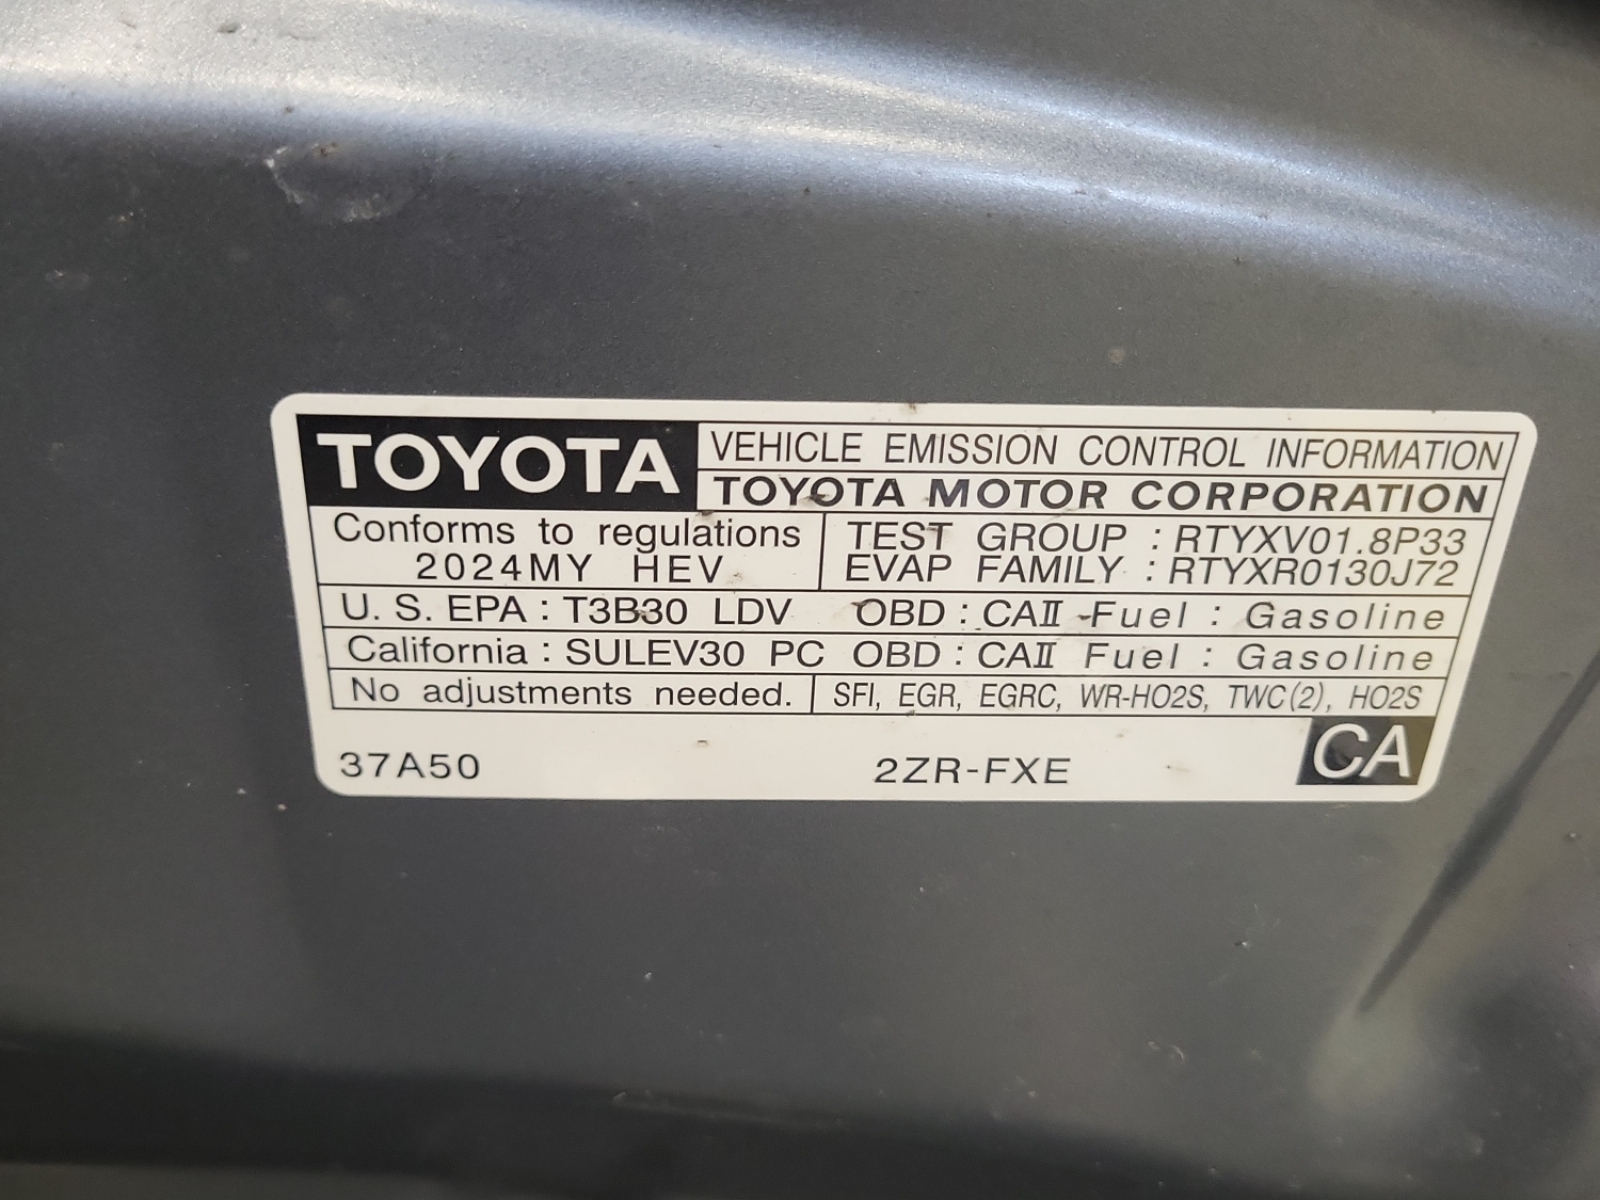 TOYOTA VEHICLE EMISSION CONTROL INFORMATION
TOYOTA MOTOR CORPORATION
Conforms to regulations
2024MY HEV
TEST GROUP : RTYXV01.8P33
EVAP FAMILY : RTYXR0130J72
U. S. EPA : T3B30 LDV OBD : CAⅡ Fuel : Gasoline
California : SULEV30 PC OBD : CAⅡ Fuel : Gasoline
No adjustments needed. SFI, EGR, EGRC, WR-HO2S, TWC(2), HO2S
37A50 2ZR-FXE CA